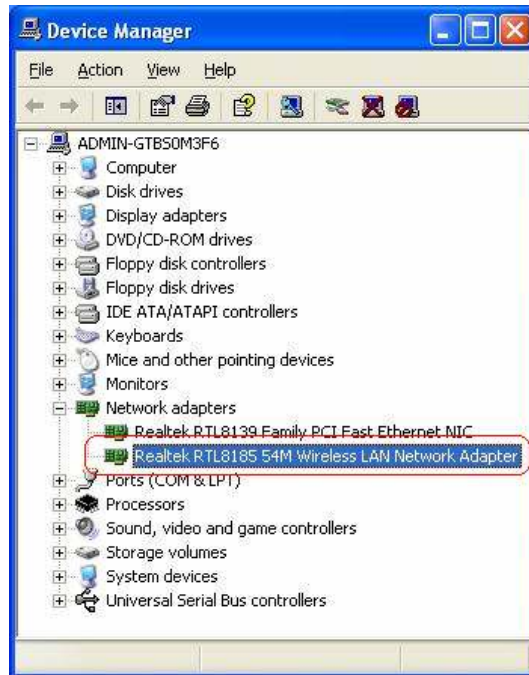 Device Manager
File Action View Help
ADMIN-GTBS0M3F6
Computer
Disk drives
Display adapters
DVD/CD-ROM drives
Floppy disk controllers
Floppy disk drives
IDE ATA/ATAPI controllers
Keyboards
Mice and other pointing devices
Monitors
Network adapters
Realtek RTL8139 Family PCI Fast Ethernet NIC
Realtek RTL8185 54M Wireless LAN Network Adapter
Ports (COM & LPT)
Processors
Sound, video and game controllers
Storage volumes
System devices
Universal Serial Bus controllers